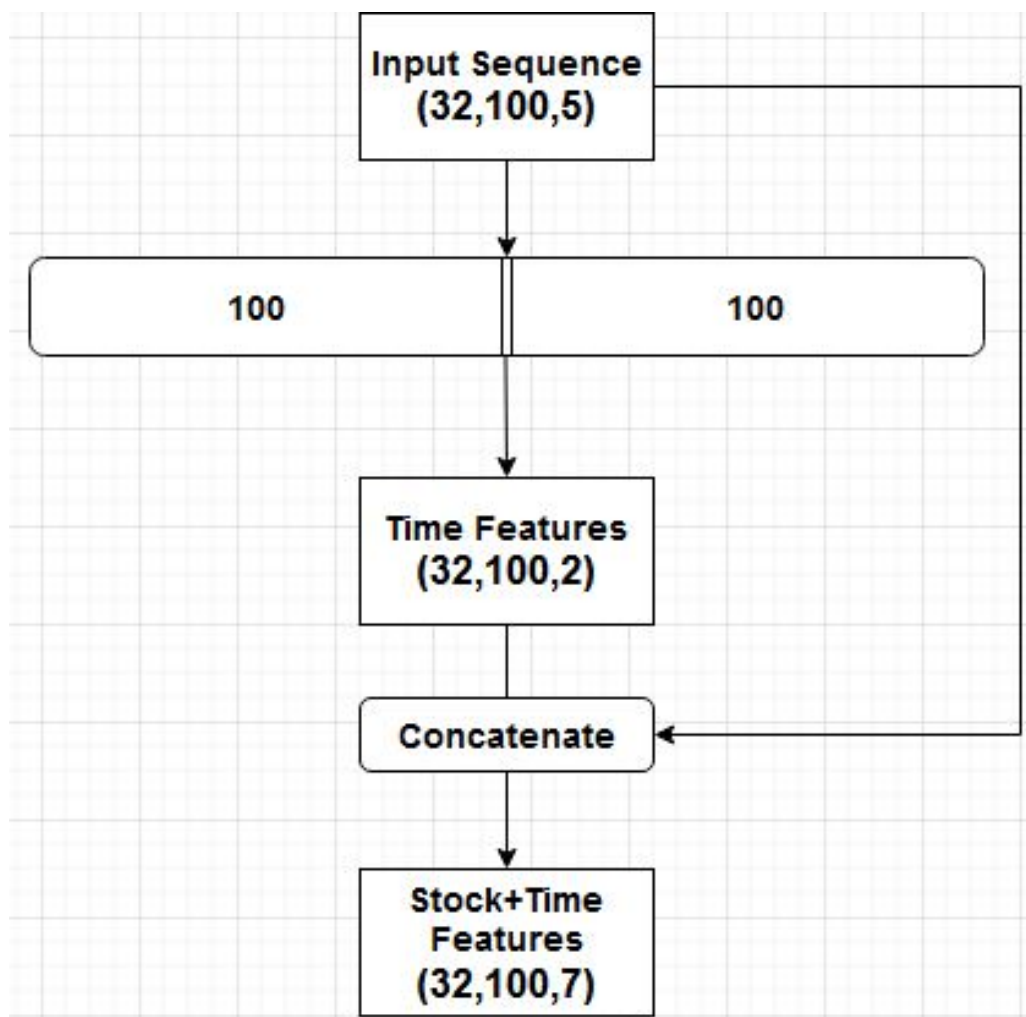 Input Sequence
(32,100,5)
100
100
Time Features
(32,100,2)
Concatenate
Stock+Time
Features
(32,100,7)